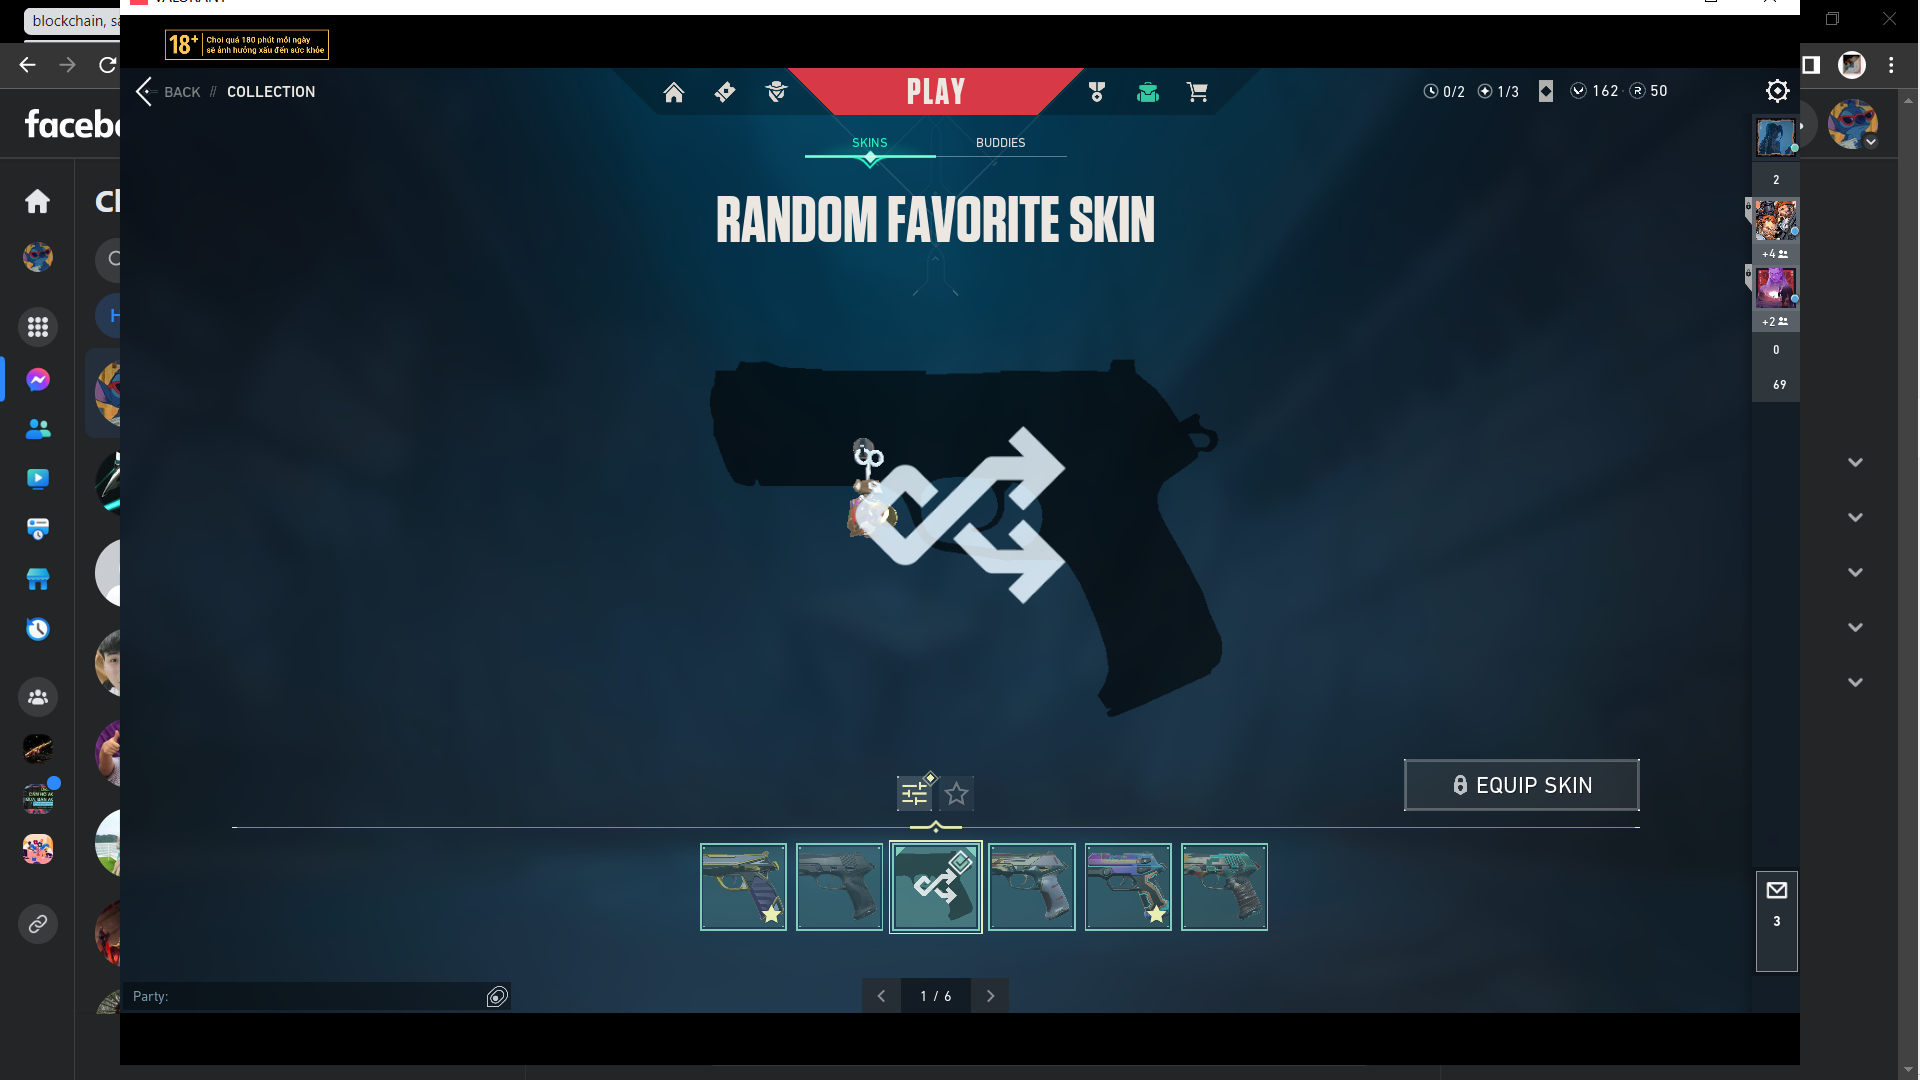 blockchain, sa
18+ Chơi quá 180 phút mỗi ngày
sẽ ảnh hưởng xấu đến sức khỏe
BACK // COLLECTION
PLAY
0/2
1/3
162
R 50
facebo
SKINS
BUDDIES
RANDOM FAVORITE SKIN
Ch
H
2
+4
+2
0
69
EQUIP SKIN
3
Party:
1 / 6